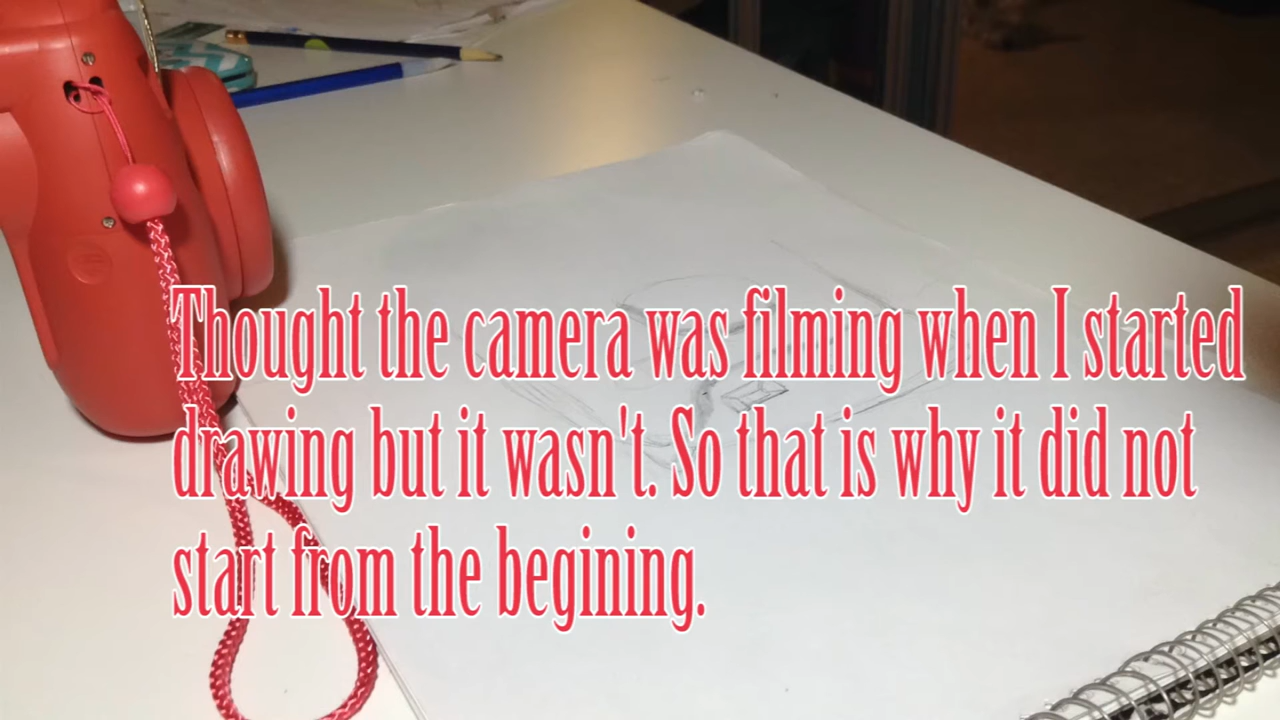 Thought the camera was filming when I started
drawing but it wasn't. So that is why it did not
start from the begining.